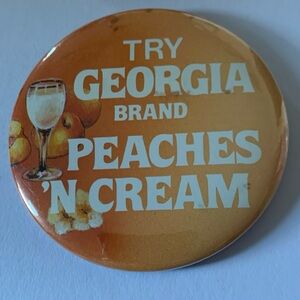 TRY
GEORGIA
BRAND
PEACHES
'N CREAM